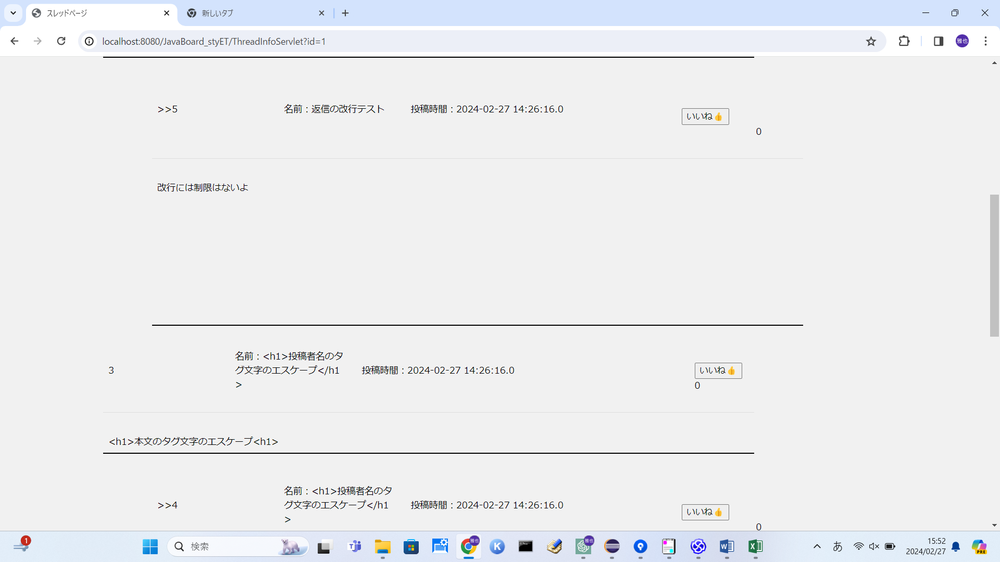 スレッドページ
新しいタブ
localhost:8080/JavaBoard_styET/ThreadInfoServlet?id=1
雅也
>>5 名前：返信の改行テスト 投稿時間：2024-02-27 14:26:16.0 いいね👍
0
改行には制限はないよ
3 名前：<h1>投稿者名のタグ文字のエスケープ</h1> 投稿時間：2024-02-27 14:26:16.0 いいね👍
0
<h1>本文のタグ文字のエスケープ<h1>
>>4 名前：<h1>投稿者名のタグ文字のエスケープ</h1> 投稿時間：2024-02-27 14:26:16.0 いいね👍
0
1
検索
雅也
K
雅也
あ
15:52
2024/02/27
PRE